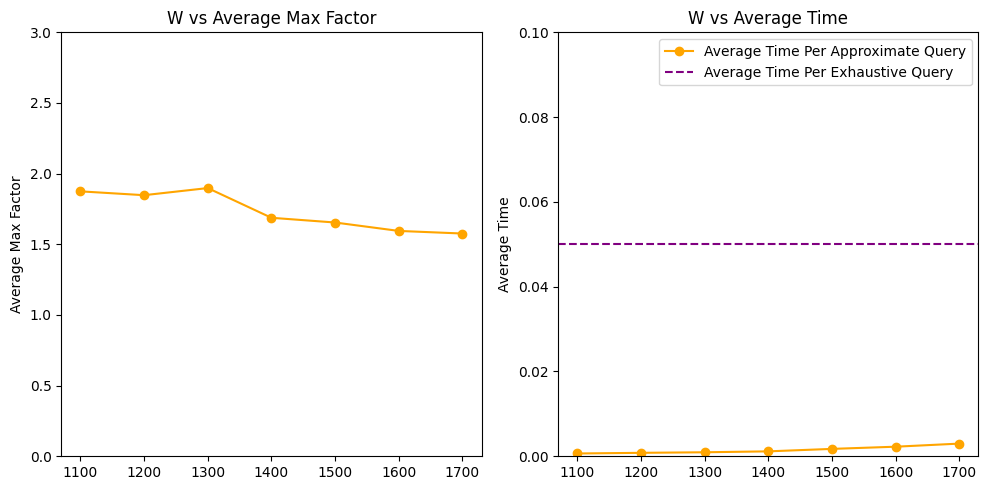 W vs Average Max Factor
Average Max Factor
3.0
2.5
2.0
1.5
1.0
0.5
0.0
1100 1200 1300 1400 1500 1600 1700
W vs Average Time
Average Time
0.10
0.08
0.06
0.04
0.02
0.00
1100 1200 1300 1400 1500 1600 1700
Average Time Per Approximate Query
Average Time Per Exhaustive Query